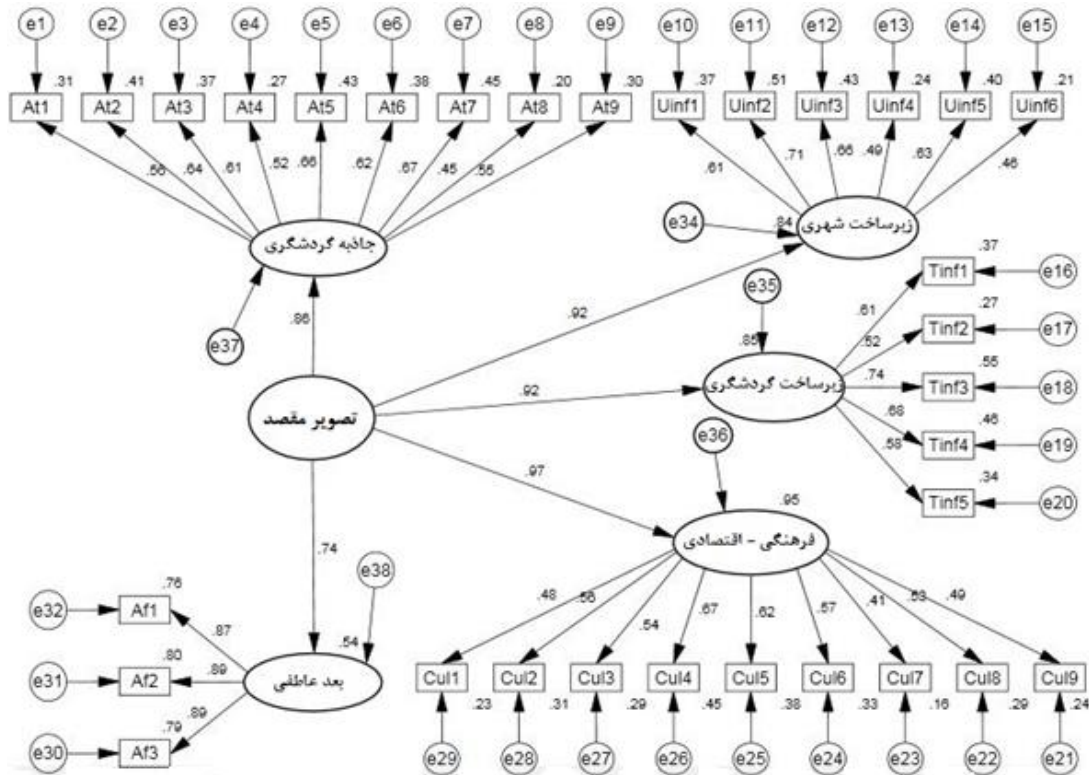 e1 e2 e3 e4 e5 e6 e7 e8 e9 e10 e11 e12 e13 e14 e15
.31 .41 .37 .27 .43 .38 .45 .20 .30 .37 .51 .43 .24 .40 .21
At1 At2 At3 At4 At5 At6 At7 At8 At9 Uinf1 Uinf2 Uinf3 Uinf4 Uinf5 Uinf6
.56 .64 .61 .52 .66 .62 .67 .45 .55 .61 .71 .66 .49 .63 .46
e34 .84 زیرساخت شهری
جاذبه گردشگری
e37
.86
.92
e35
.85
زیرساخت گردشگری
.61 .52 .74 .68 .58
.37
Tinf1 e16
.27
Tinf2 e17
.55
Tinf3 e18
.46
Tinf4 e19
.34
Tinf5 e20
تصویر مقصد
.92
.97
e36
.95
فرهنگی - اقتصادی
.74
e38
.54
بعد عاطفی
.76
e32 Af1 .87
.80
e31 Af2 .89
.79
e30 Af3 .89
.48 .56 .54 .67 .62 .57 .41 .53 .49
Cul1 Cul2 Cul3 Cul4 Cul5 Cul6 Cul7 Cul8 Cul9
.23 .31 .29 .45 .38 .33 .16 .29 .24
e29 e28 e27 e26 e25 e24 e23 e22 e21